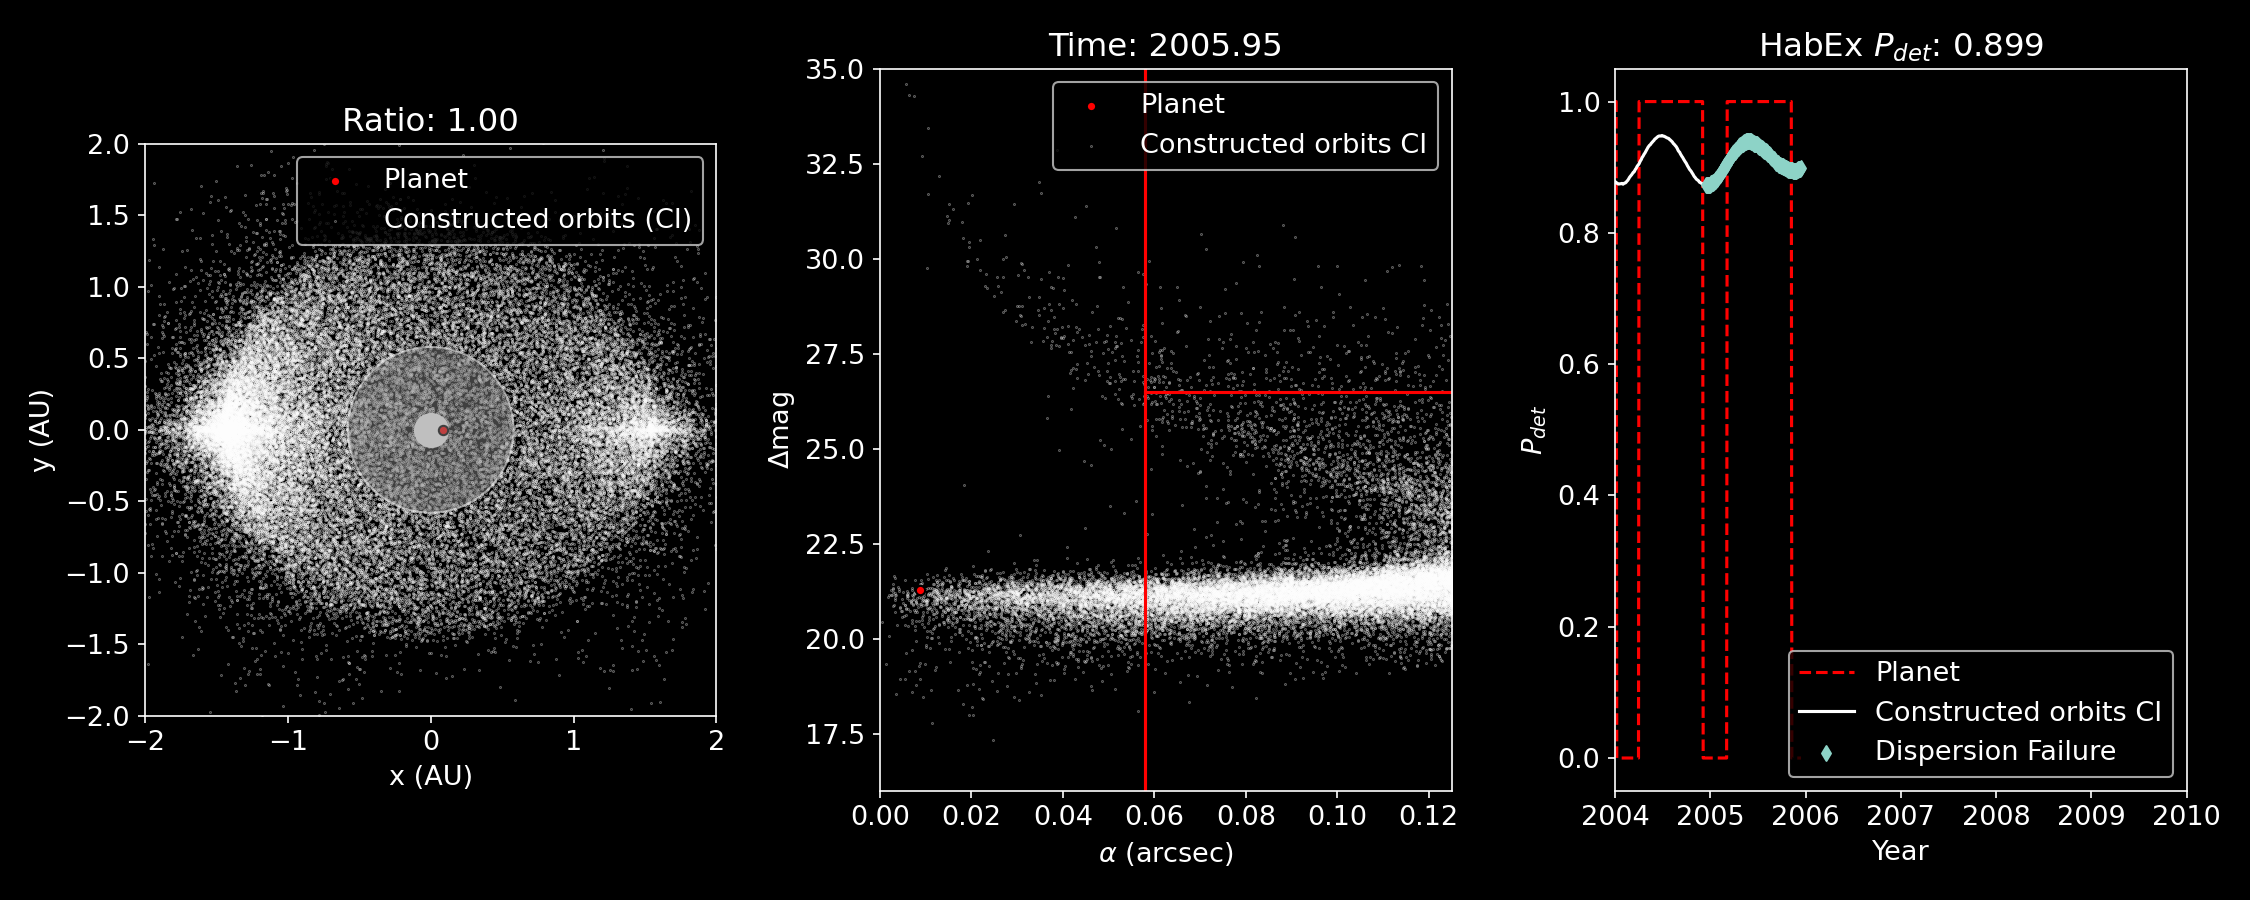 Ratio: 1.00
Planet
Constructed orbits (CI)
2.0
1.5
1.0
0.5
0.0
−0.5
−1.0
−1.5
−2.0
−2 −1 0 1 2
y (AU)
x (AU)
Time: 2005.95
Planet
Constructed orbits CI
35.0
32.5
30.0
27.5
25.0
22.5
20.0
17.5
0.00 0.02 0.04 0.06 0.08 0.10 0.12
Δmag
α (arcsec)
HabEx P_det: 0.899
1.0
0.8
0.6
0.4
0.2
0.0
P_det
Planet
Constructed orbits CI
Dispersion Failure
2004 2005 2006 2007 2008 2009 2010
Year